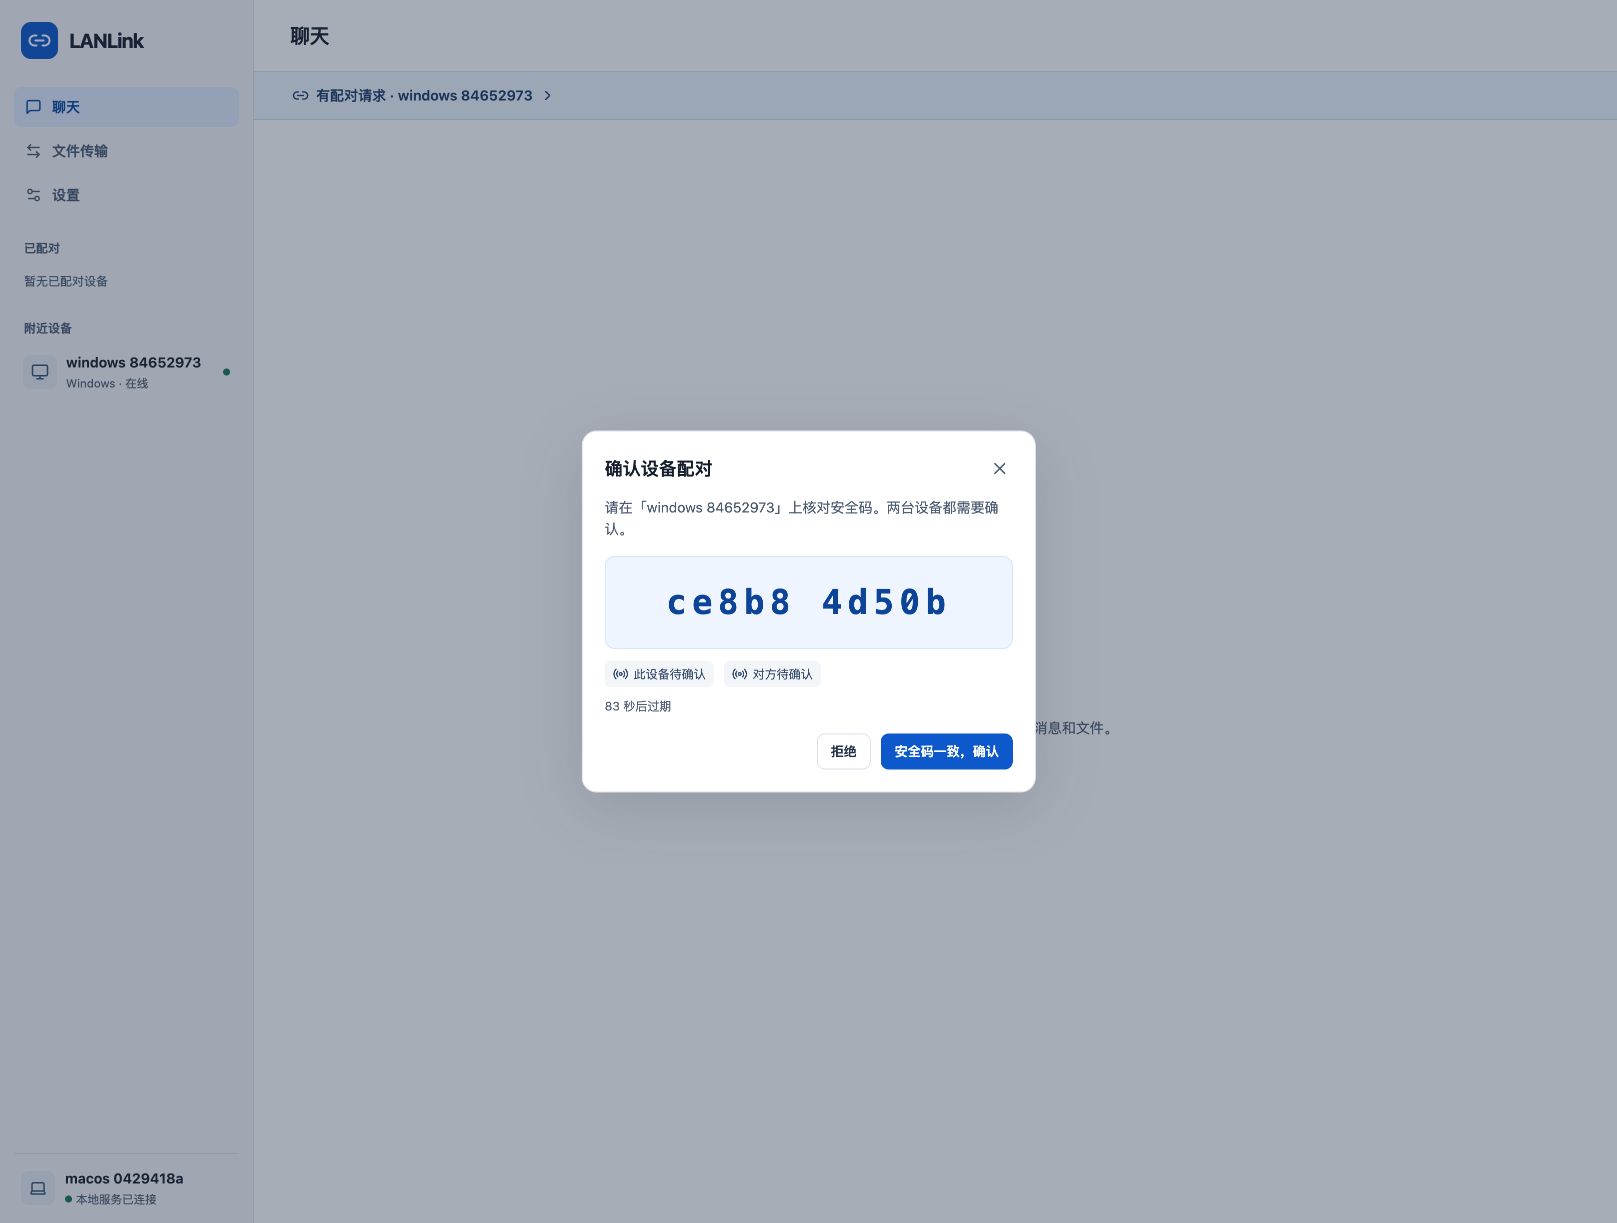 LANLink
聊天
文件传输
设置
已配对
暂无已配对设备
附近设备
windows 84652973
Windows · 在线
macos 0429418a
本地服务已连接
聊天
有配对请求 · windows 84652973
确认设备配对
请在「windows 84652973」上核对安全码。两台设备都需要确
认。
ce8b8 4d50b
此设备待确认
对方待确认
83 秒后过期
拒绝
安全码一致，确认
消息和文件。